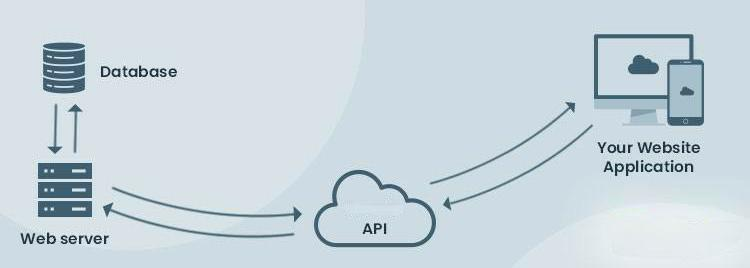 Database
Your Website
Application
API
Web server